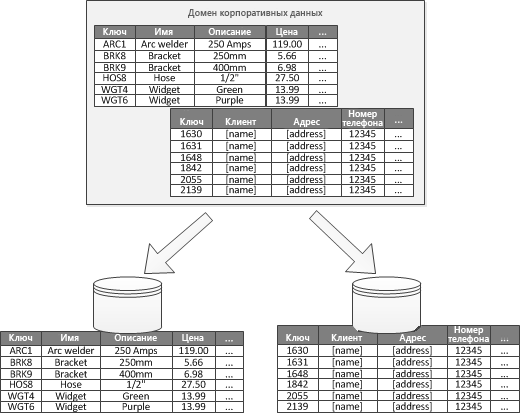 Домен корпоративных данных
Ключ Имя Описание Цена ...
ARC1 Arc welder 250 Amps 119.00 ...
BRK8 Bracket 250mm 5.66 ...
BRK9 Bracket 400mm 6.98 ...
HOS8 Hose 1/2" 27.50 ...
WGT4 Widget Green 13.99 ...
WGT6 Widget Purple 13.99 ...
Ключ Клиент Адрес Номер телефона ...
1630 [name] [address] 12345 ...
1631 [name] [address] 12345 ...
1648 [name] [address] 12345 ...
1842 [name] [address] 12345 ...
2055 [name] [address] 12345 ...
2139 [name] [address] 12345 ...
Ключ Имя Описание Цена ...
ARC1 Arc welder 250 Amps 119.00 ...
BRK8 Bracket 250mm 5.66 ...
BRK9 Bracket 400mm 6.98 ...
HOS8 Hose 1/2" 27.50 ...
WGT4 Widget Green 13.99 ...
WGT6 Widget Purple 13.99 ...
Ключ Клиент Адрес Номер телефона ...
1630 [name] [address] 12345 ...
1631 [name] [address] 12345 ...
1648 [name] [address] 12345 ...
1842 [name] [address] 12345 ...
2055 [name] [address] 12345 ...
2139 [name] [address] 12345 ...